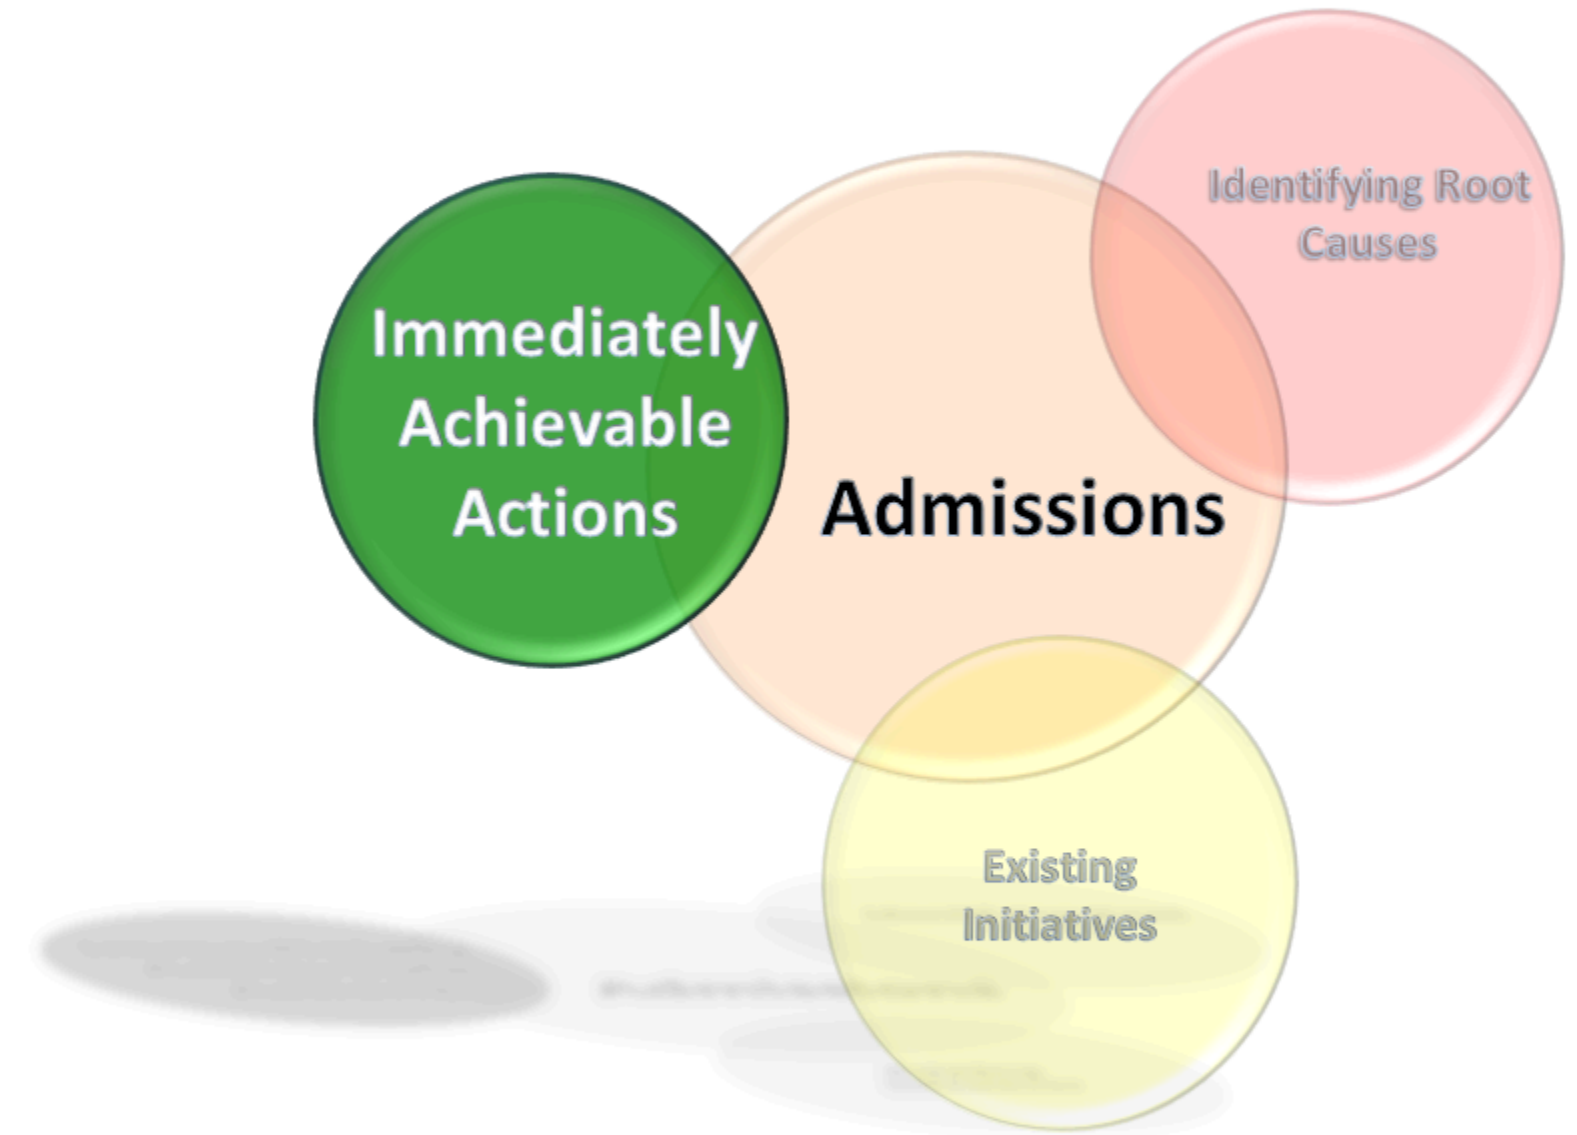 Identifying Root
Causes
Immediately
Achievable
Actions
Admissions
Existing
Initiatives